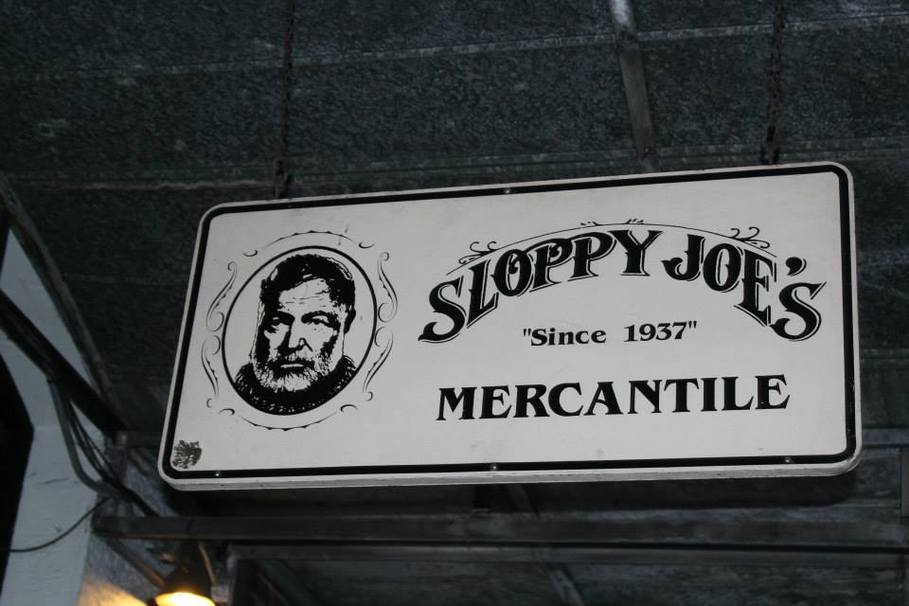 SLOPPY JOE'S
"Since 1937"
MERCANTILE